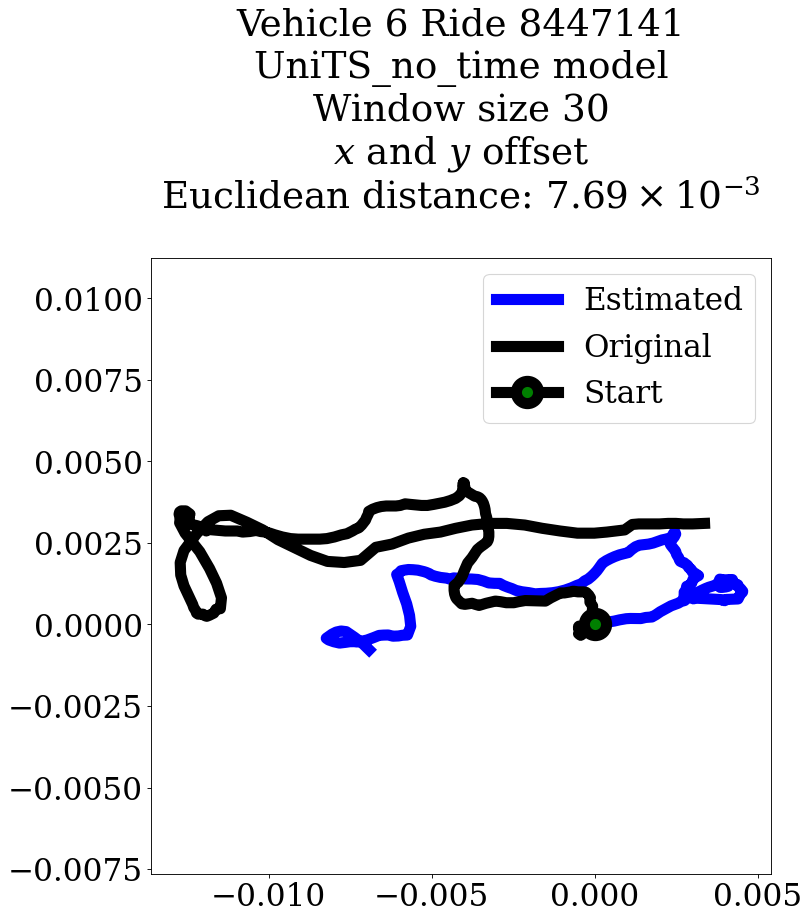 Vehicle 6 Ride 8447141
UniTS_no_time model
Window size 30
x and y offset
Euclidean distance: 7.69 × 10⁻³
Estimated
Original
Start
0.0100
0.0075
0.0050
0.0025
0.0000
−0.0025
−0.0050
−0.0075
−0.010
−0.005
0.000
0.005